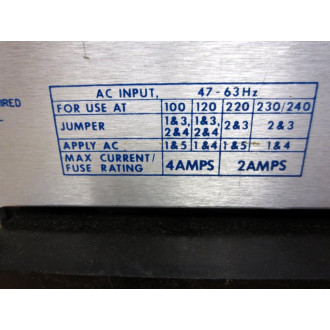 IRED
AC INPUT, 47-63Hz
FOR USE AT 100 120 220 230/240
JUMPER 1&3, 2&4 1&3, 2&4 2&3 2&3
APPLY AC 1&5 1&4 1&5 1&4
MAX CURRENT/
FUSE RATING 4AMPS 2AMPS